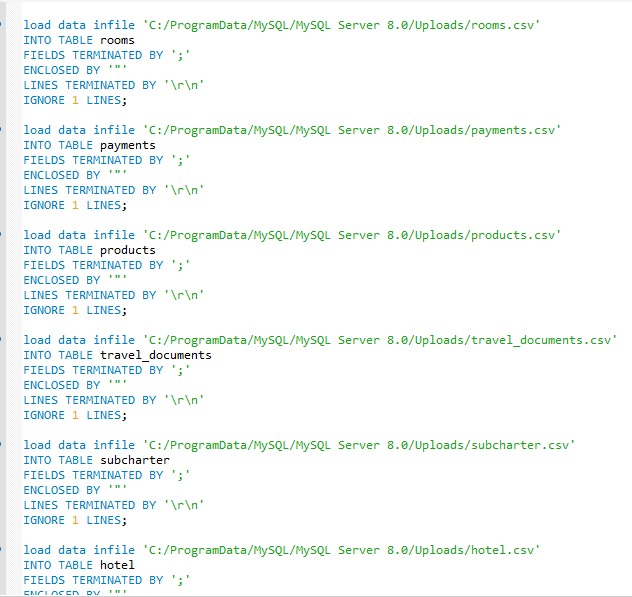 load data infile 'C:/ProgramData/MySQL/MySQL Server 8.0/Uploads/rooms.csv'
INTO TABLE rooms
FIELDS TERMINATED BY ';'
ENCLOSED BY '"'
LINES TERMINATED BY '\r\n'
IGNORE 1 LINES;
load data infile 'C:/ProgramData/MySQL/MySQL Server 8.0/Uploads/payments.csv'
INTO TABLE payments
FIELDS TERMINATED BY ';'
ENCLOSED BY '"'
LINES TERMINATED BY '\r\n'
IGNORE 1 LINES;
load data infile 'C:/ProgramData/MySQL/MySQL Server 8.0/Uploads/products.csv'
INTO TABLE products
FIELDS TERMINATED BY ';'
ENCLOSED BY '"'
LINES TERMINATED BY '\r\n'
IGNORE 1 LINES;
load data infile 'C:/ProgramData/MySQL/MySQL Server 8.0/Uploads/travel_documents.csv'
INTO TABLE travel_documents
FIELDS TERMINATED BY ';'
ENCLOSED BY '"'
LINES TERMINATED BY '\r\n'
IGNORE 1 LINES;
load data infile 'C:/ProgramData/MySQL/MySQL Server 8.0/Uploads/subcharter.csv'
INTO TABLE subcharter
FIELDS TERMINATED BY ';'
ENCLOSED BY '"'
LINES TERMINATED BY '\r\n'
IGNORE 1 LINES;
load data infile 'C:/ProgramData/MySQL/MySQL Server 8.0/Uploads/hotel.csv'
INTO TABLE hotel
FIELDS TERMINATED BY ';'
ENCLOSED BY '"'